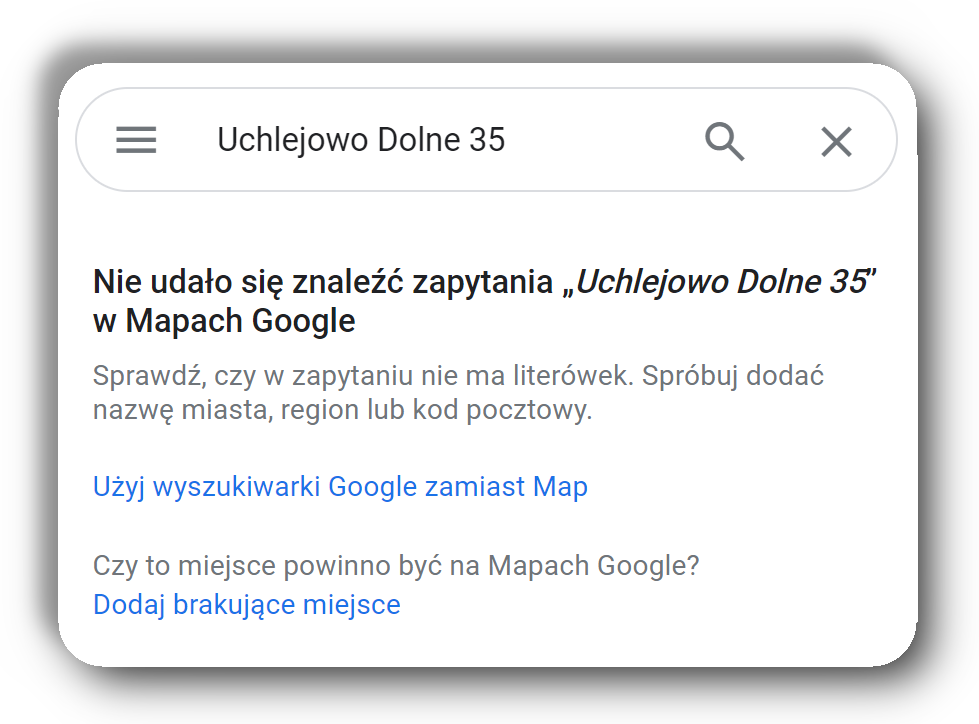 Uchlejowo Dolne 35
Nie udało się znaleźć zapytania „Uchlejowo Dolne 35”
w Mapach Google
Sprawdź, czy w zapytaniu nie ma literówek. Spróbuj dodać
nazwę miasta, region lub kod pocztowy.
Użyj wyszukiwarki Google zamiast Map
Czy to miejsce powinno być na Mapach Google?
Dodaj brakujące miejsce